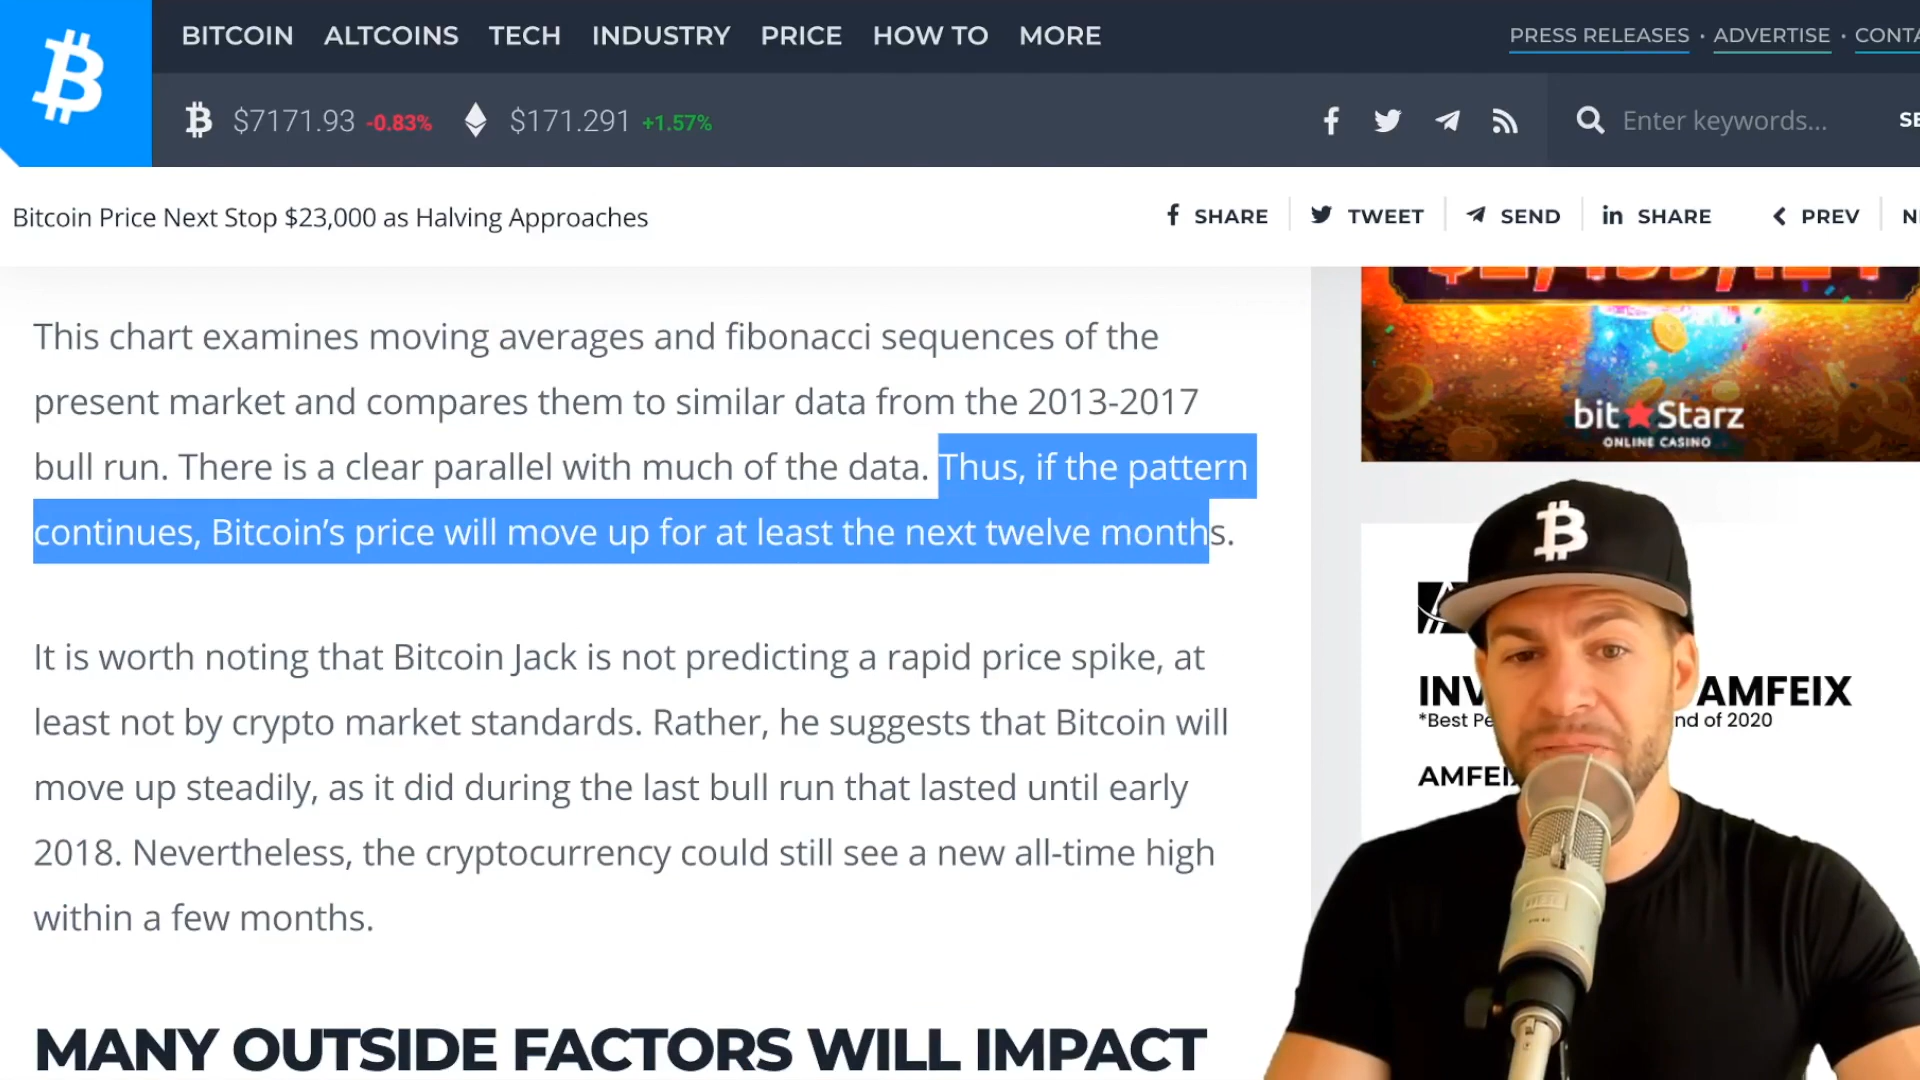 BITCOIN ALTCOINS TECH INDUSTRY PRICE HOW TO MORE
PRESS RELEASES · ADVERTISE ·
$7171.93 -0.83% $171.291 +1.57%
Enter keywords...
Bitcoin Price Next Stop $23,000 as Halving Approaches
SHARE TWEET SEND SHARE PREV
This chart examines moving averages and fibonacci sequences of the
present market and compares them to similar data from the 2013-2017
bull run. There is a clear parallel with much of the data. Thus, if the pattern
continues, Bitcoin’s price will move up for at least the next twelve months.
It is worth noting that Bitcoin Jack is not predicting a rapid price spike, at
least not by crypto market standards. Rather, he suggests that Bitcoin will
move up steadily, as it did during the last bull run that lasted until early
2018. Nevertheless, the cryptocurrency could still see a new all-time high
within a few months.
MANY OUTSIDE FACTORS WILL IMPACT
bitStarz
ONLINE CASINO
AMFEIX
*Best
of 2020